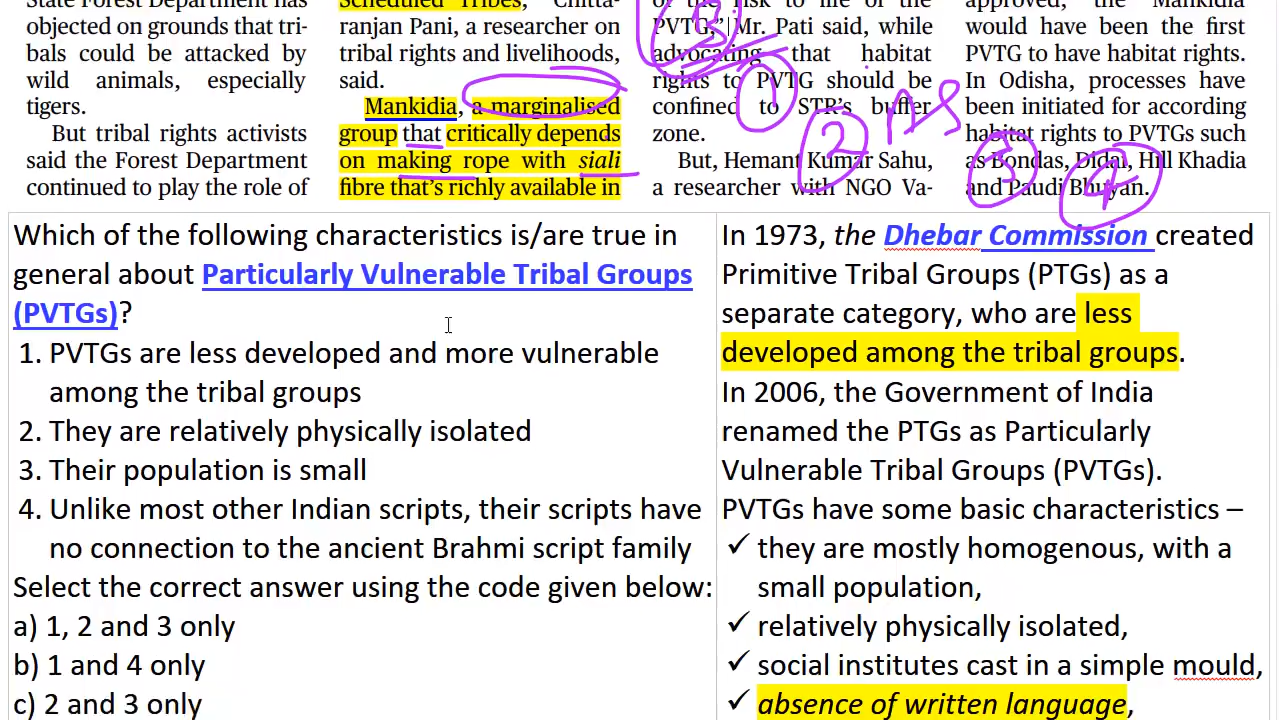 State Forest Department has
objected on grounds that tri-
bals could be attacked by
wild animals, especially
tigers.
But tribal rights activists
said the Forest Department
continued to play the role of
Scheduled Tribes, Chitta-
ranjan Pani, a researcher on
tribal rights and livelihoods,
said.
Mankidia, a marginalised
group that critically depends
on making rope with siali
fibre that's richly available in
of the risk to life of the
PVTG," Mr. Pati said, while
advocating that habitat
rights to PVTG should be
confined to STR's buffer
zone.
But, Hemant Kumar Sahu,
a researcher with NGO Va-
approved, the Mankidia
would have been the first
PVTG to have habitat rights.
In Odisha, processes have
been initiated for according
habitat rights to PVTGs such
as Bondas, Didai, Hill Khadia
and Paudi Bhuyan.
3
1
2
3
4
Which of the following characteristics is/are true in
general about Particularly Vulnerable Tribal Groups
(PVTGs)?
1. PVTGs are less developed and more vulnerable
among the tribal groups
2. They are relatively physically isolated
3. Their population is small
4. Unlike most other Indian scripts, their scripts have
no connection to the ancient Brahmi script family
Select the correct answer using the code given below:
a) 1, 2 and 3 only
b) 1 and 4 only
c) 2 and 3 only
In 1973, the Dhebar Commission created
Primitive Tribal Groups (PTGs) as a
separate category, who are less
developed among the tribal groups.
In 2006, the Government of India
renamed the PTGs as Particularly
Vulnerable Tribal Groups (PVTGs).
PVTGs have some basic characteristics –
✓ they are mostly homogenous, with a
small population,
✓ relatively physically isolated,
✓ social institutes cast in a simple mould,
✓ absence of written language,